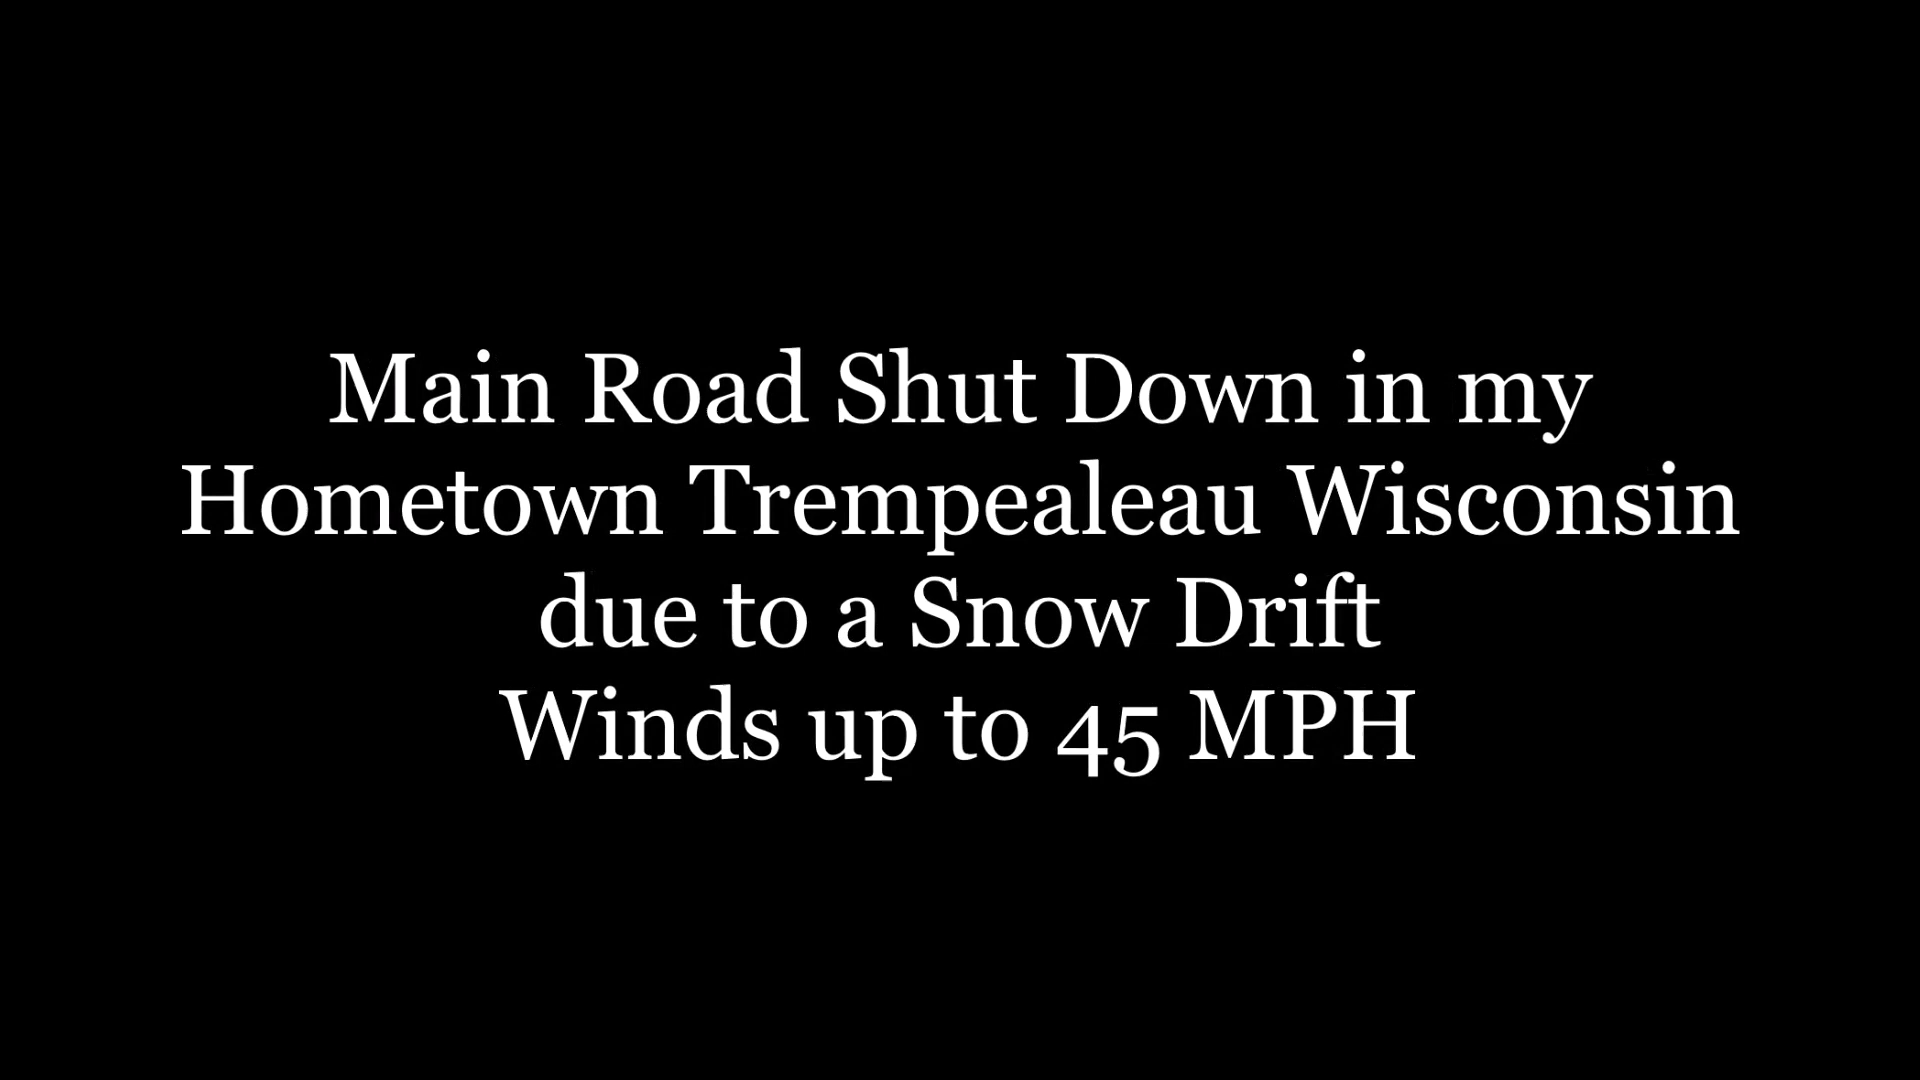 Main Road Shut Down in my
Hometown Trempealeau Wisconsin
due to a Snow Drift
Winds up to 45 MPH